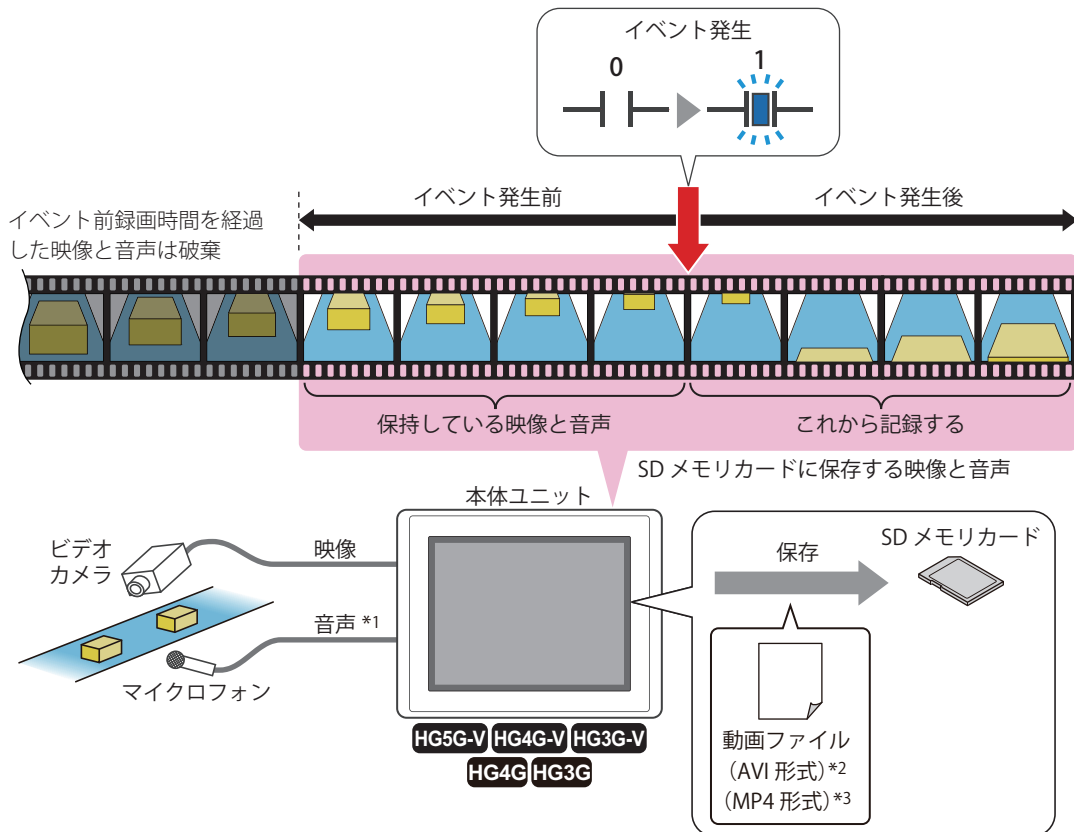 イベント発生
0
1
イベント発生前
イベント発生後
イベント前録画時間を経過
した映像と音声は破棄
保持している映像と音声
これから記録する
SD メモリカードに保存する映像と音声
本体ユニット
ビデオ
カメラ
映像
音声 *1
マイクロフォン
HG5G-V HG4G-V HG3G-V
HG4G HG3G
保存
SD メモリカード
動画ファイル
（AVI 形式）*2
（MP4 形式）*3